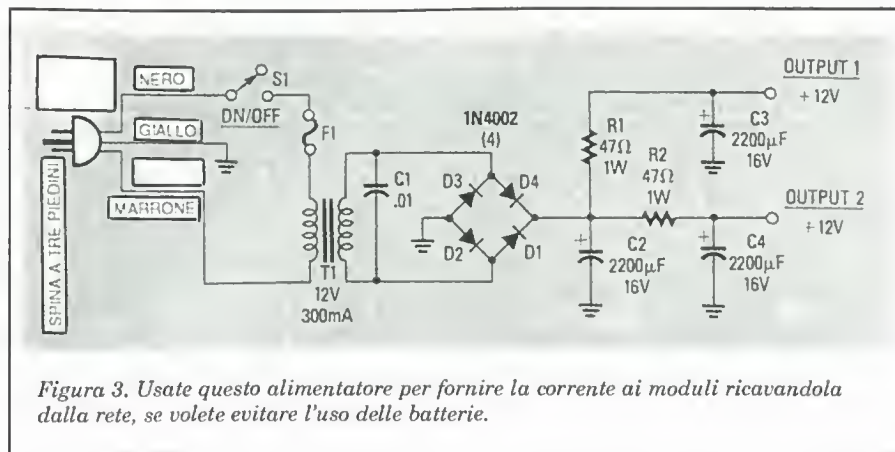 NERO
S1
ON/OFF
GIALLO
F1
MARRONE
SPINA A TRE PIEDINI
T1
12V
300mA
C1
.01
1N4002
(4)
D3
D4
D2
D1
R1
47Ω
1W
R2
47Ω
1W
C2
2200µF
16V
C3
2200µF
16V
C4
2200µF
16V
OUTPUT 1
+12V
OUTPUT 2
+12V
Figura 3. Usate questo alimentatore per fornire la corrente ai moduli ricavandola
dalla rete, se volete evitare l'uso delle batterie.